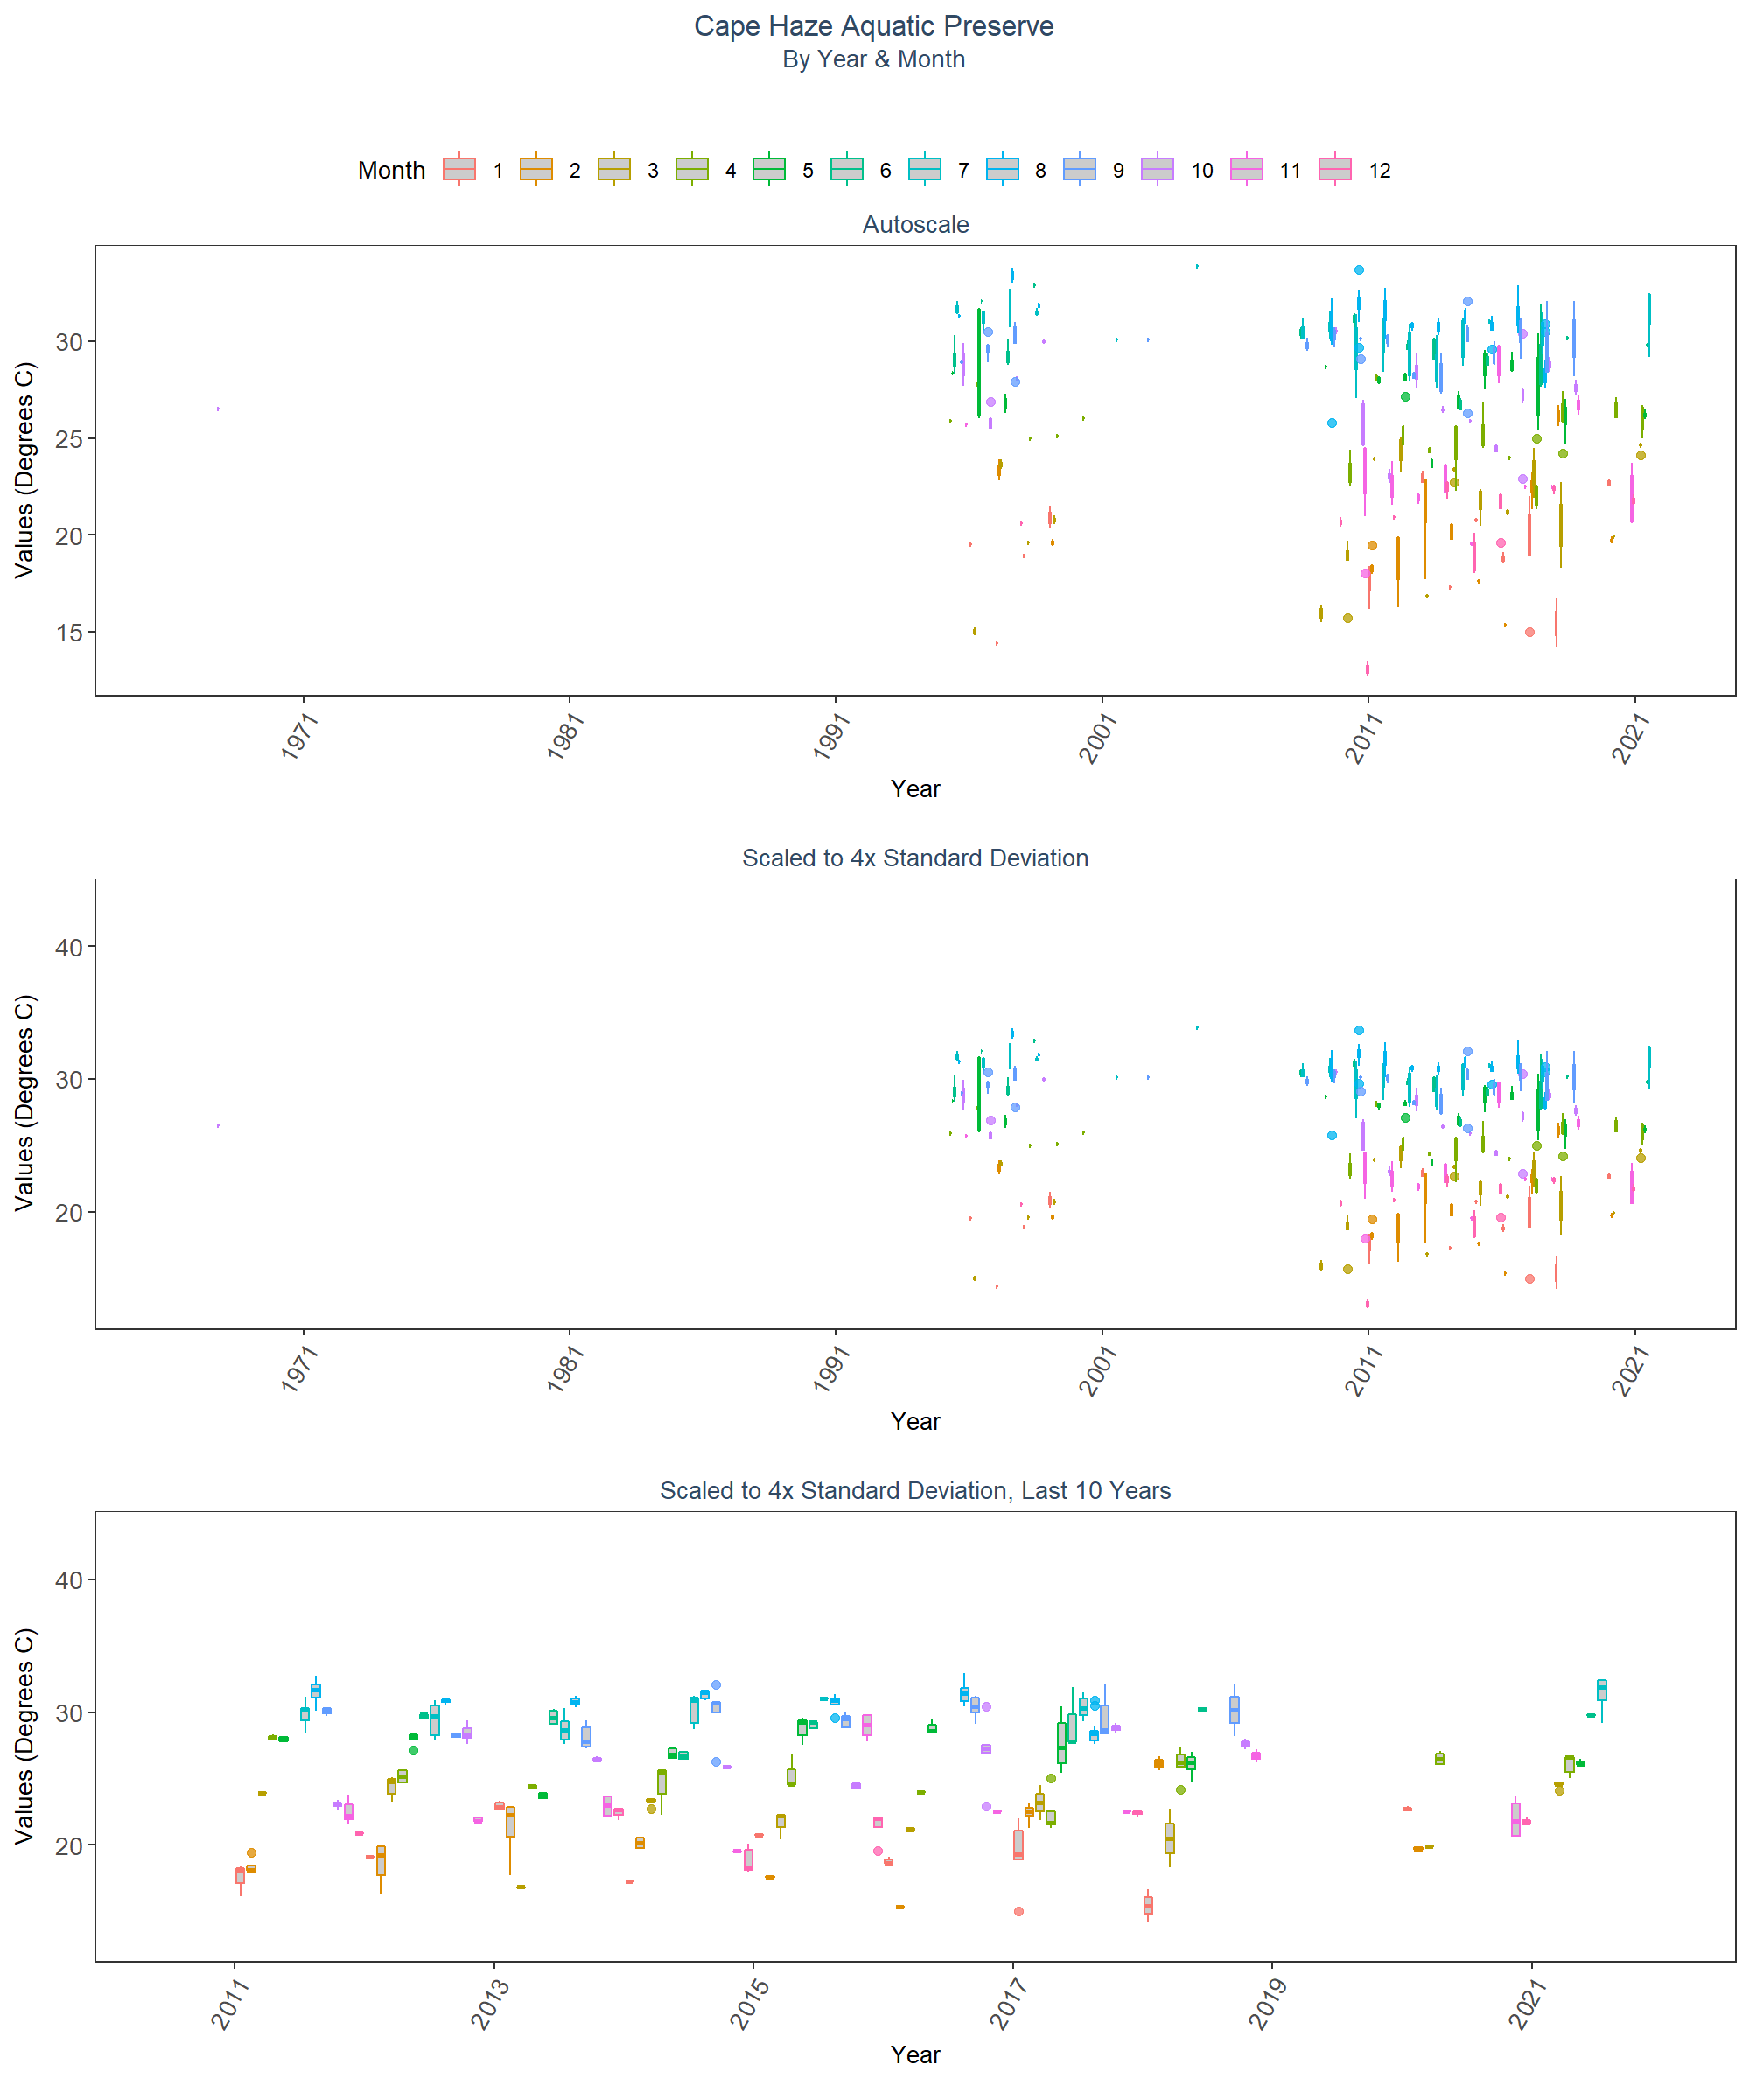 Cape Haze Aquatic Preserve
By Year & Month
Month 1 2 3 4 5 6 7 8 9 10 11 12
Autoscale
Values (Degrees C)
30
25
20
15
1971 1981 1991 2001 2011 2021
Year
Scaled to 4x Standard Deviation
Values (Degrees C)
40
30
20
1971 1981 1991 2001 2011 2021
Year
Scaled to 4x Standard Deviation, Last 10 Years
Values (Degrees C)
40
30
20
2011 2013 2015 2017 2019 2021
Year